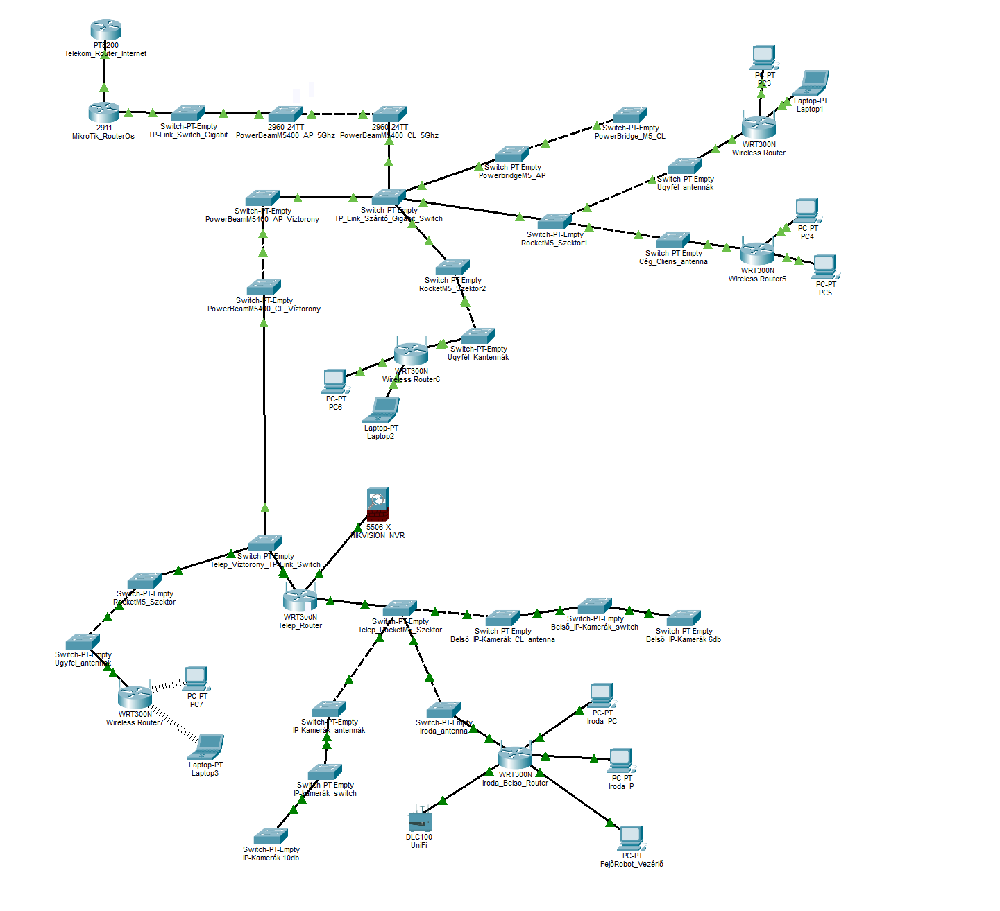 PT8200
Telekom_Router_Internet
2911
MikroTik_RouterOs
Switch-PT-Empty
TP-Link_Switch_Gigabit
2960-24TT
PowerBeamM5400_AP_5Ghz
2960-24TT
PowerBeamM5400_CL_5Ghz
Switch-PT-Empty
PowerBridge_M5_CL
Switch-PT-Empty
PowerbridgeM5_AP
PC-PT
PC3
Laptop-PT
Laptop1
WRT300N
Wireless Router
Switch-PT-Empty
Ugyfél_antennák
Switch-PT-Empty
PowerBeamM5400_AP_Víztorony
Switch-PT-Empty
TP_Link_Szárító_Gigabit_Switch
Switch-PT-Empty
RocketM5_Szektor1
PC-PT
PC4
Switch-PT-Empty
Cég_Cliens_antenna
WRT300N
Wireless Router5
PC-PT
PC5
Switch-PT-Empty
RocketM5_Szektor2
Switch-PT-Empty
PowerBeamM5400_CL_Víztorony
Switch-PT-Empty
Ugyfél_Kantennák
WRT300N
Wireless Router6
PC-PT
PC6
Laptop-PT
Laptop2
5506-X
HIKVISION_NVR
Switch-PT-Empty
Telep_Víztorony_TP-Link_Switch
Switch-PT-Empty
RocketM5_Szektor
WRT300N
Telep_Router
Switch-PT-Empty
Telep_RocketM5_Szektor
Switch-PT-Empty
Belső_IP-Kamerák_CL_antenna
Switch-PT-Empty
Belső_IP-Kamerák_switch
Switch-PT-Empty
Belső_IP-Kamerák 6db
Switch-PT-Empty
Ugyfel_antennak
PC-PT
PC7
WRT300N
Wireless Router7
Laptop-PT
Laptop3
Switch-PT-Empty
IP-Kamerák_antennák
Switch-PT-Empty
Iroda_antenna
PC-PT
Iroda_PC
WRT300N
Iroda_Belso_Router
PC-PT
Iroda_P
Switch-PT-Empty
IP-kamerák_switch
DLC100
UniFi
Switch-PT-Empty
IP-Kamerák 10db
PC-PT
FejőRobot_Vezérlő